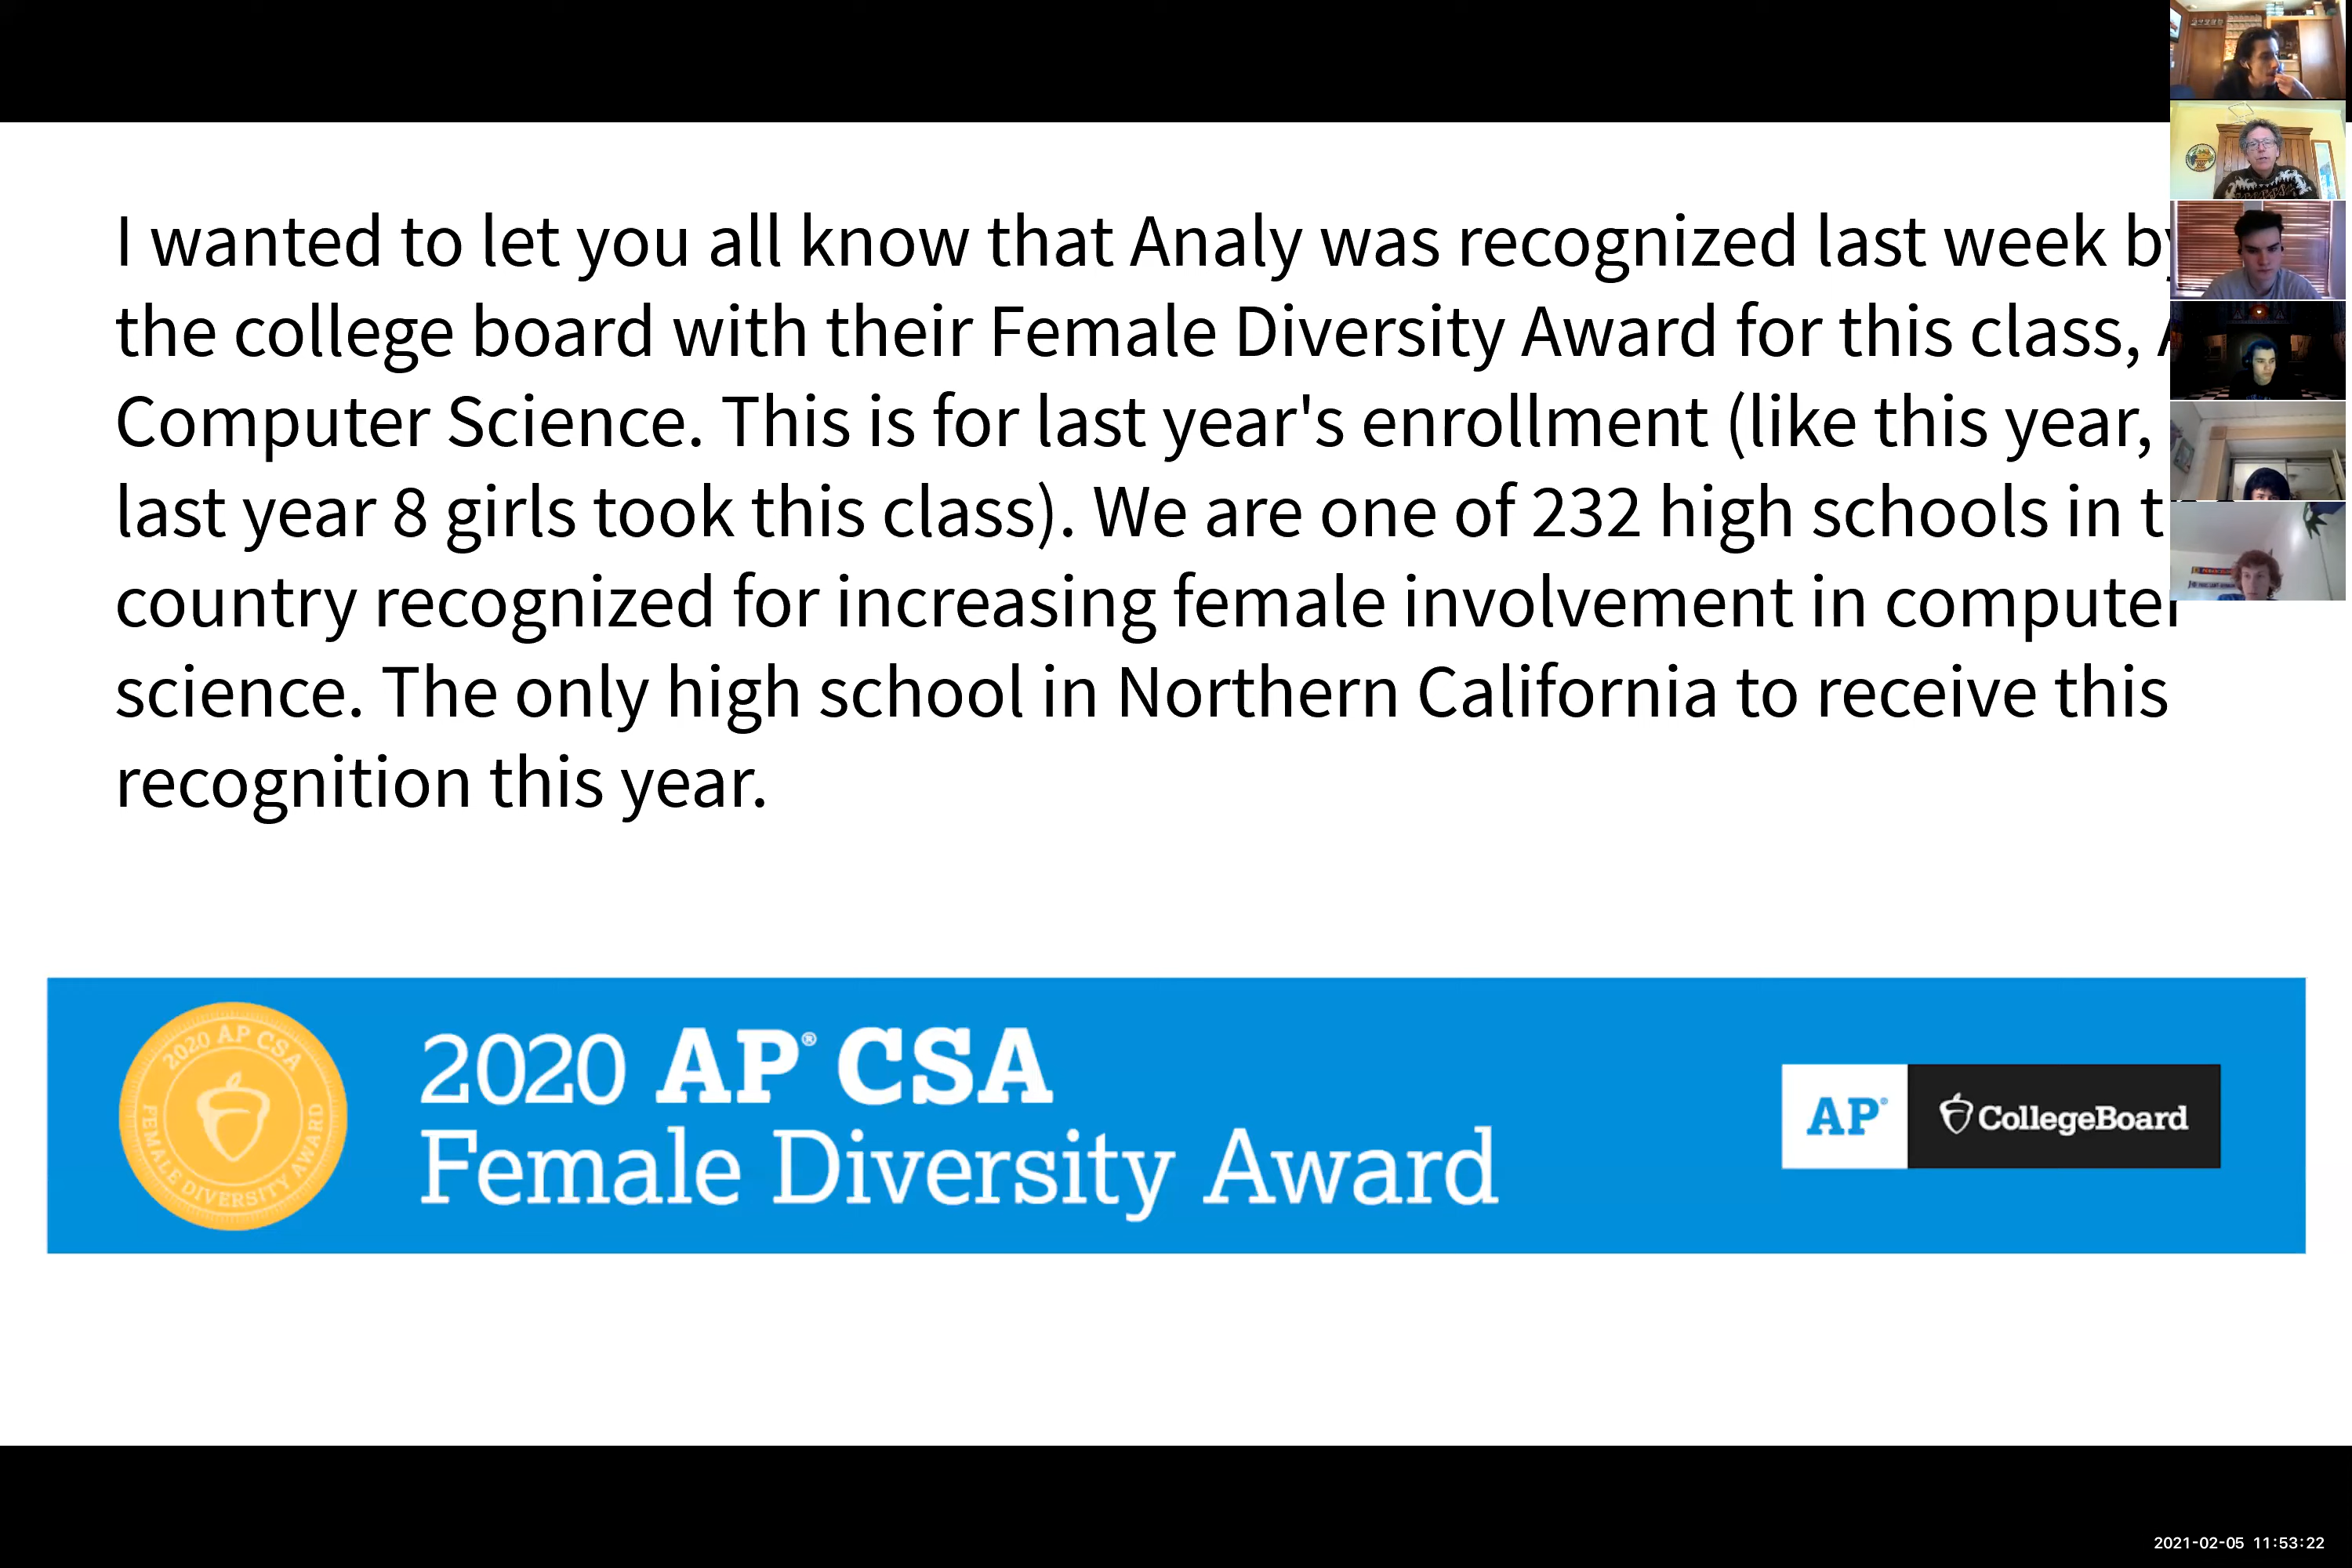 I wanted to let you all know that Analy was recognized last week by
the college board with their Female Diversity Award for this class,
Computer Science. This is for last year's enrollment (like this year,
last year 8 girls took this class). We are one of 232 high schools in
country recognized for increasing female involvement in computer
science. The only high school in Northern California to receive this
recognition this year.
2020 AP CSA
FEMALE DIVERSITY AWARD
2020 AP® CSA
Female Diversity Award
AP® CollegeBoard
2021-02-05 11:53:22